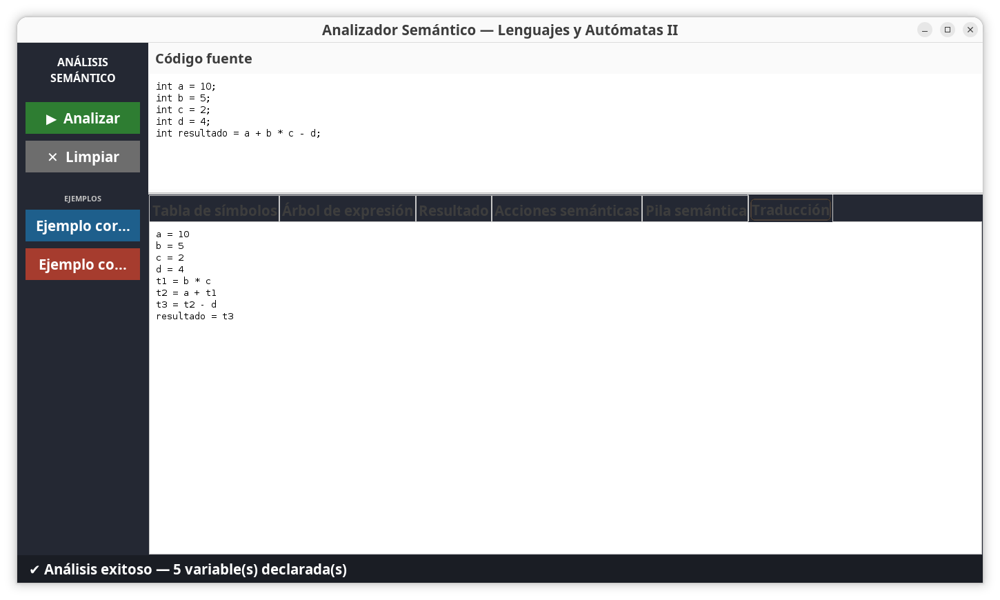 Analizador Semántico — Lenguajes y Autómatas II
ANÁLISIS
SEMÁNTICO
▶ Analizar
✕ Limpiar
EJEMPLOS
Ejemplo cor...
Ejemplo co...
Código fuente
int a = 10;
int b = 5;
int c = 2;
int d = 4;
int resultado = a + b * c - d;
Tabla de símbolos Árbol de expresión Resultado Acciones semánticas Pila semántica Traducción
a = 10
b = 5
c = 2
d = 4
t1 = b * c
t2 = a + t1
t3 = t2 - d
resultado = t3
✔ Análisis exitoso — 5 variable(s) declarada(s)